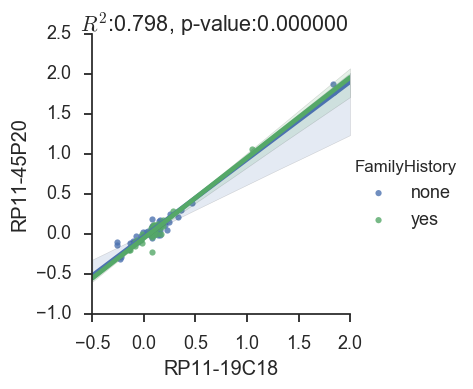 R²:0.798, p-value:0.000000
2.5
2.0
1.5
1.0
0.5
0.0
−0.5
−1.0
RP11-45P20
−0.5 0.0 0.5 1.0 1.5 2.0
RP11-19C18
FamilyHistory
none
yes